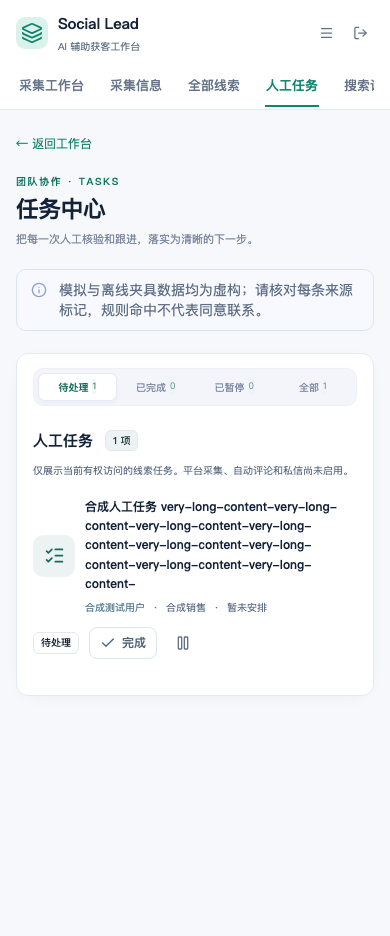 Social Lead
AI 辅助获客工作台
采集工作台 采集信息 全部线索 人工任务 搜索
← 返回工作台
团队协作 · TASKS
任务中心
把每一次人工核验和跟进，落实为清晰的下一步。
模拟与离线夹具数据均为虚构；请核对每条来源
标记，规则命中不代表同意联系。
待处理 1 已完成 0 已暂停 0 全部 1
人工任务 1 项
仅展示当前有权访问的线索任务。平台采集、自动评论和私信尚未启用。
合成人工任务 very-long-content-very-long-
content-very-long-content-very-long-
content-very-long-content-very-long-
content-very-long-content-very-long-
content-
合成测试用户 · 合成销售 · 暂未安排
待处理 完成